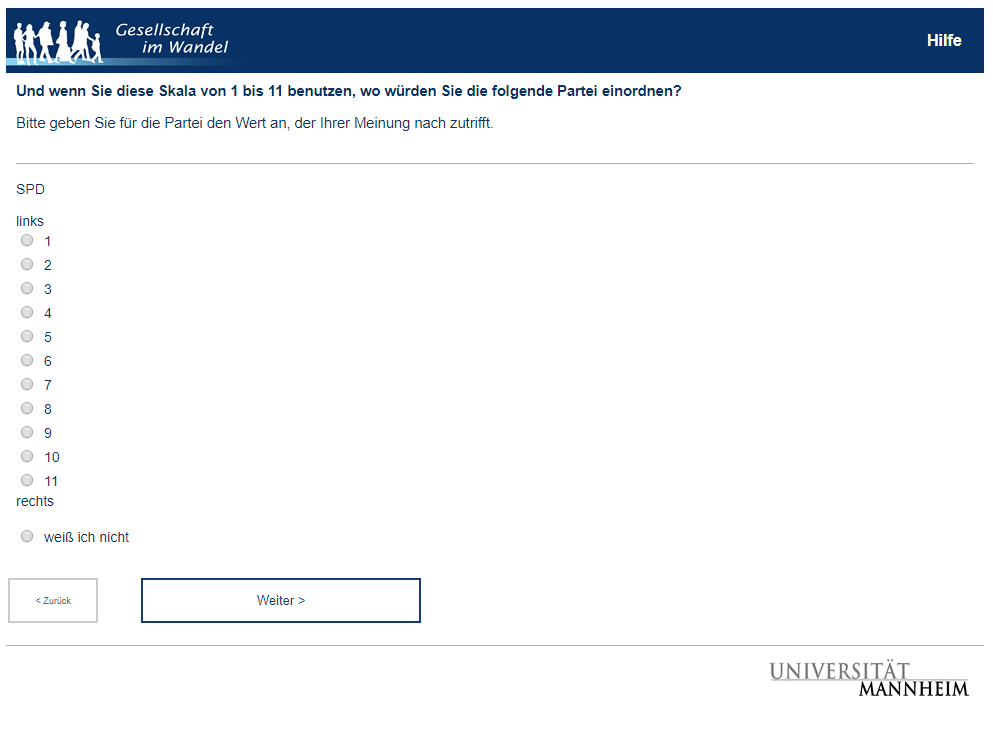 Gesellschaft
im Wandel
Hilfe
Und wenn Sie diese Skala von 1 bis 11 benutzen, wo würden Sie die folgende Partei einordnen?
Bitte geben Sie für die Partei den Wert an, der Ihrer Meinung nach zutrifft.
SPD
links
1
2
3
4
5
6
7
8
9
10
11
rechts
weiß ich nicht
< Zurück
Weiter >
UNIVERSITÄT
MANNHEIM